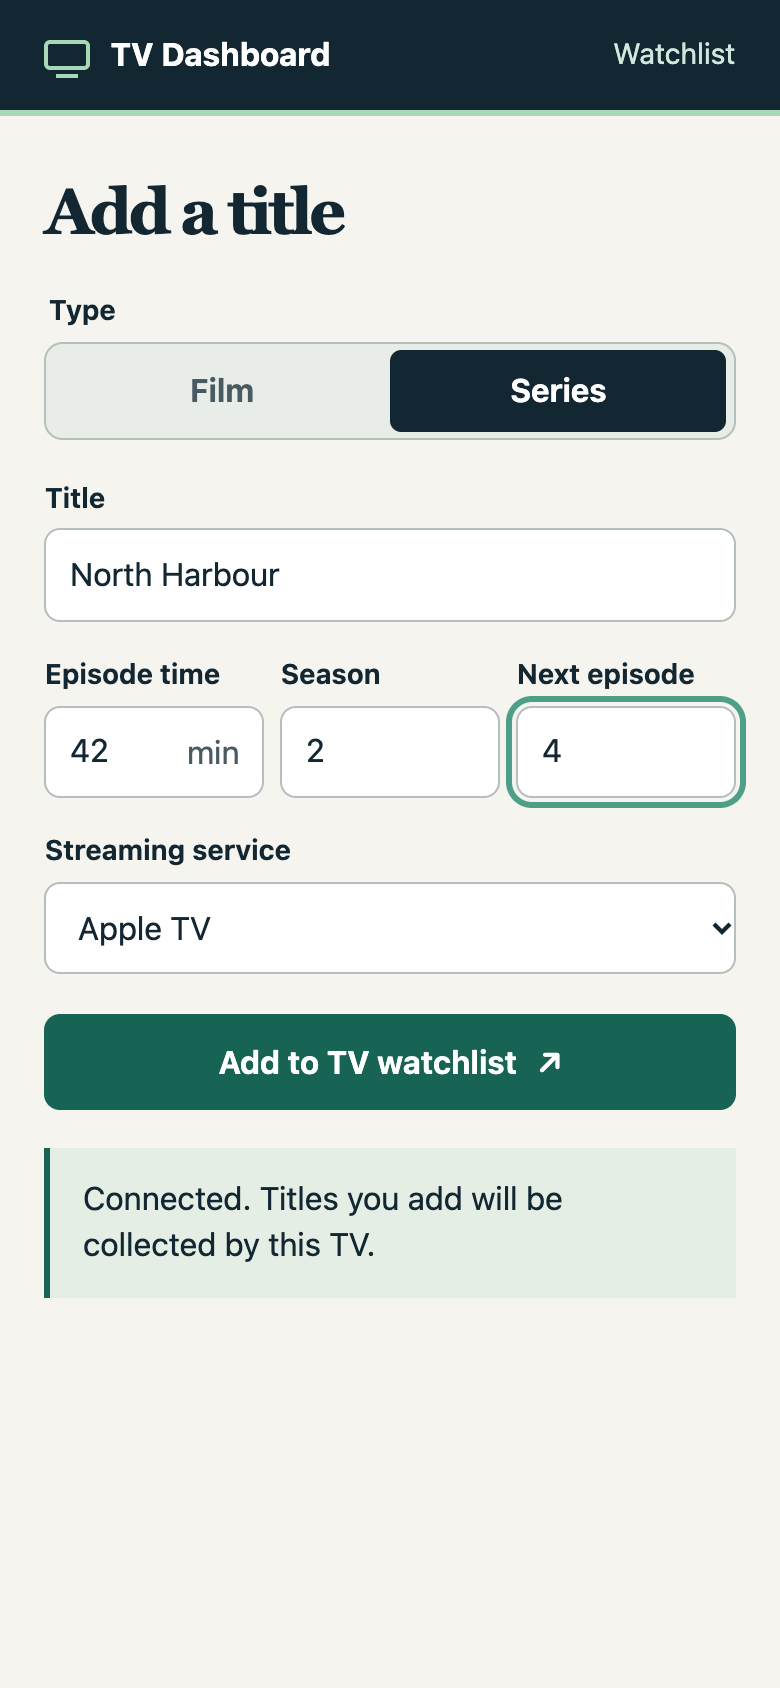 TV Dashboard
Watchlist
Add a title
Type
Film
Series
Title
North Harbour
Episode time
Season
Next episode
42 min
2
4
Streaming service
Apple TV
Add to TV watchlist
Connected. Titles you add will be
collected by this TV.